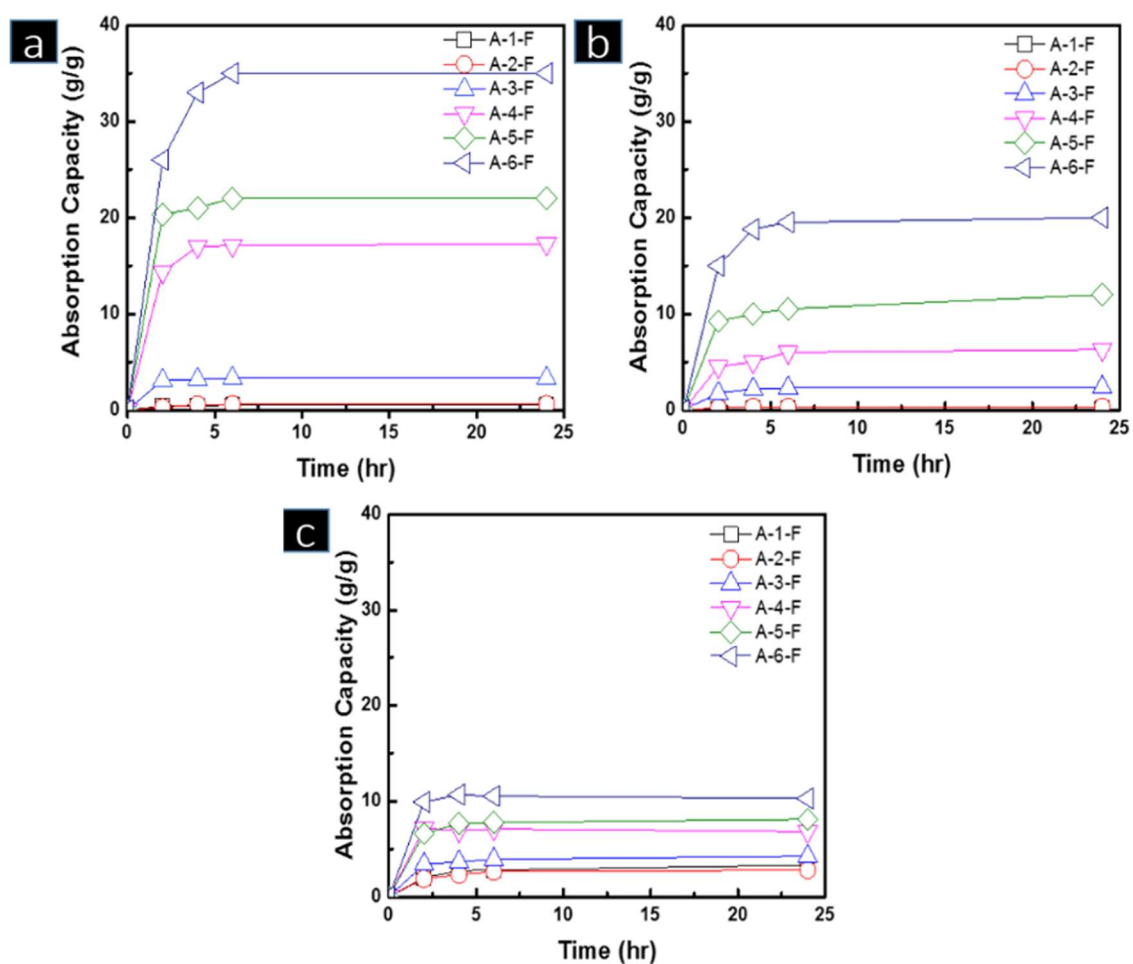 a
Absorption Capacity (g/g)
40
30
20
10
0
0 5 10 15 20 25
Time (hr)
A-1-F
A-2-F
A-3-F
A-4-F
A-5-F
A-6-F
b
Absorption Capacity (g/g)
40
30
20
10
0
0 5 10 15 20 25
Time (hr)
A-1-F
A-2-F
A-3-F
A-4-F
A-5-F
A-6-F
c
Absorption Capacity (g/g)
40
30
20
10
0
0 5 10 15 20 25
Time (hr)
A-1-F
A-2-F
A-3-F
A-4-F
A-5-F
A-6-F